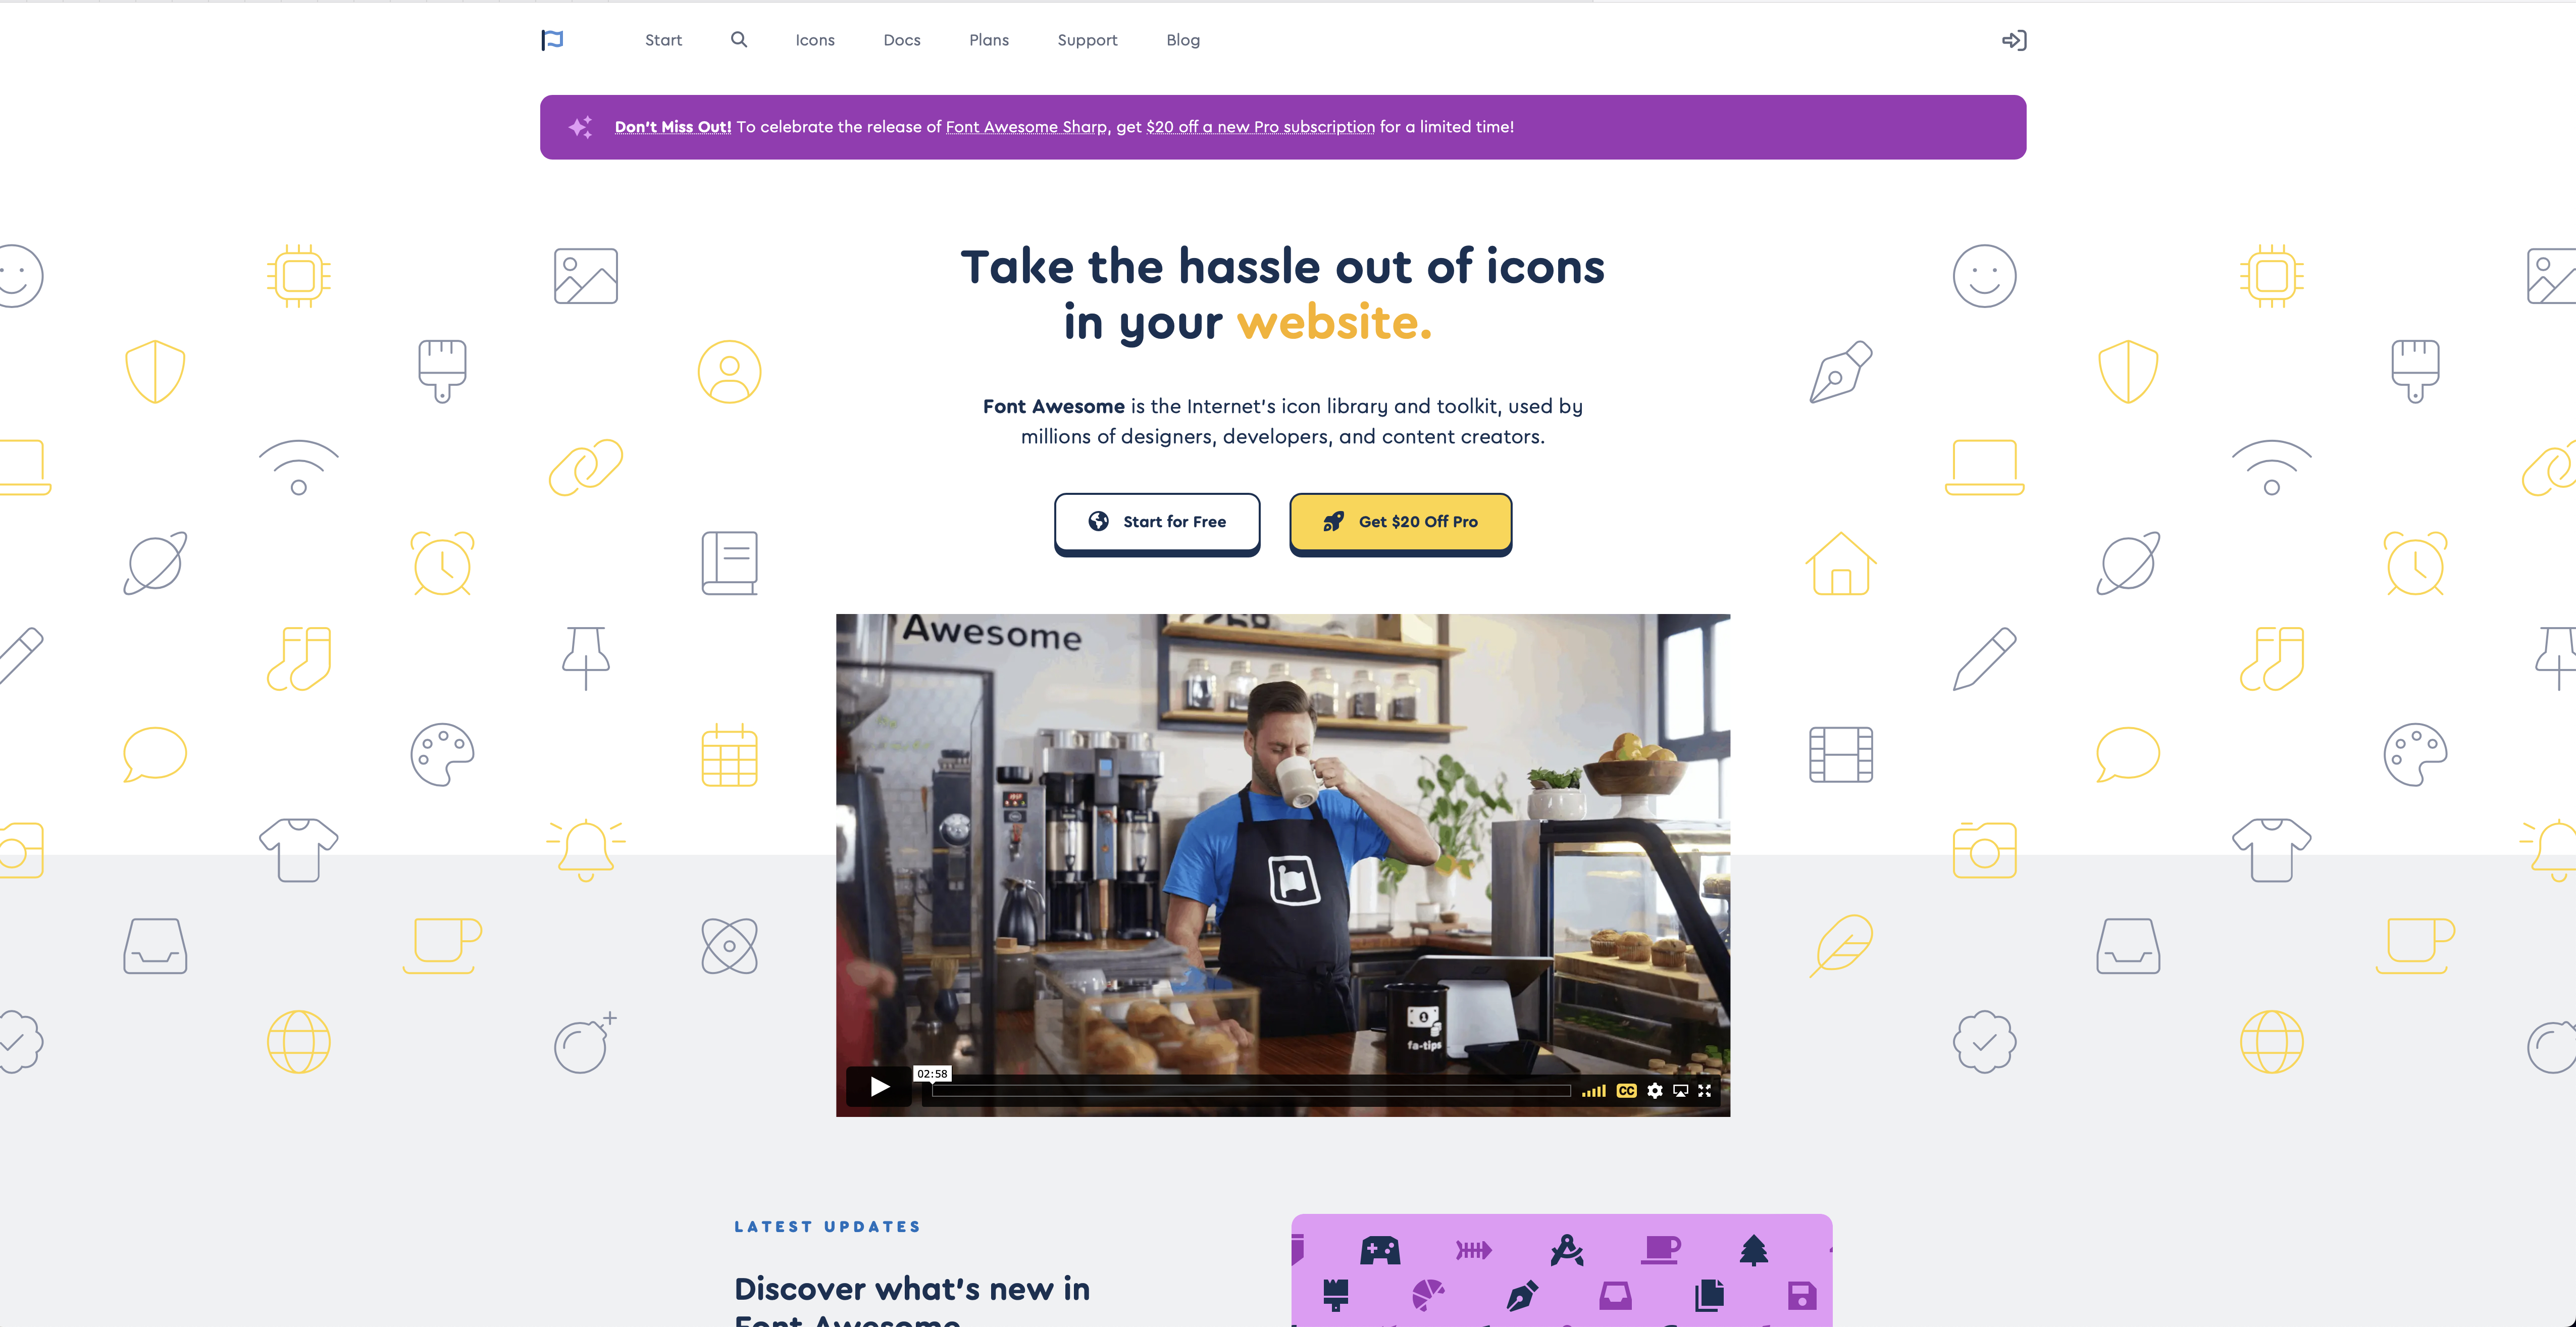 Start Icons Docs Plans Support Blog
Don't Miss Out! To celebrate the release of Font Awesome Sharp, get $20 off a new Pro subscription for a limited time!
Take the hassle out of icons
in your website.
Font Awesome is the Internet's icon library and toolkit, used by
millions of designers, developers, and content creators.
Start for Free
Get $20 Off Pro
Awesome
fa-tips
02:58
CC
LATEST UPDATES
Discover what's new in
Font Awesome